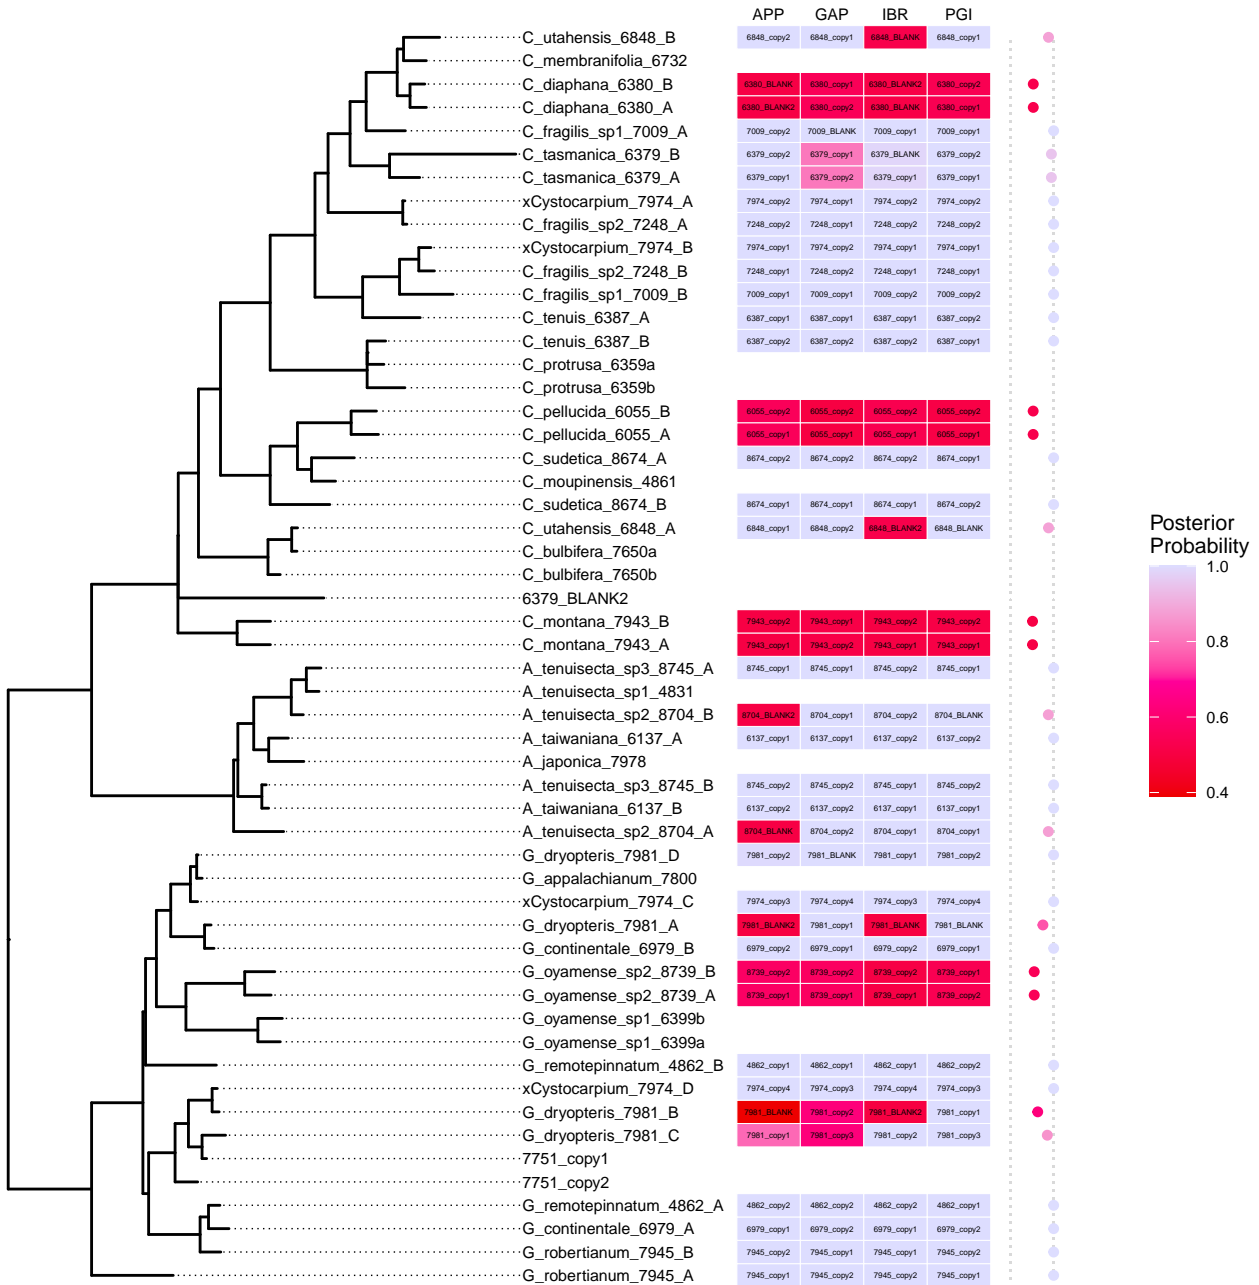 APP GAP IBR PGI
C_utahensis_6848_B 6848_copy2 6848_copy1 6848_BLANK 6848_copy1
C_membranifolia_6732
C_diaphana_6380_B 6380_BLANK 6380_copy1 6380_BLANK2 6380_copy2
C_diaphana_6380_A 6380_BLANK2 6380_copy2 6380_BLANK 6380_copy1
C_fragilis_sp1_7009_A 7009_copy2 7009_BLANK 7009_copy1 7009_copy1
C_tasmanica_6379_B 6379_copy2 6379_copy1 6379_BLANK 6379_copy2
C_tasmanica_6379_A 6379_copy1 6379_copy2 6379_copy1 6379_copy1
xCystocarpium_7974_A 7974_copy2 7974_copy1 7974_copy2 7974_copy2
C_fragilis_sp2_7248_A 7248_copy2 7248_copy1 7248_copy2 7248_copy2
xCystocarpium_7974_B 7974_copy1 7974_copy2 7974_copy1 7974_copy1
C_fragilis_sp2_7248_B 7248_copy1 7248_copy2 7248_copy1 7248_copy1
C_fragilis_sp1_7009_B 7009_copy1 7009_copy1 7009_copy2 7009_copy2
C_tenuis_6387_A 6387_copy1 6387_copy1 6387_copy1 6387_copy2
C_tenuis_6387_B 6387_copy2 6387_copy2 6387_copy2 6387_copy1
C_protrusa_6359a
C_protrusa_6359b
C_pellucida_6055_B 6055_copy2 6055_copy2 6055_copy2 6055_copy2
C_pellucida_6055_A 6055_copy1 6055_copy1 6055_copy1 6055_copy1
C_sudetica_8674_A 8674_copy2 8674_copy2 8674_copy2 8674_copy1
C_moupinensis_4861
C_sudetica_8674_B 8674_copy1 8674_copy1 8674_copy1 8674_copy2
C_utahensis_6848_A 6848_copy1 6848_copy2 6848_BLANK2 6848_BLANK
C_bulbifera_7650a
C_bulbifera_7650b
6379_BLANK2
C_montana_7943_B 7943_copy2 7943_copy1 7943_copy2 7943_copy2
C_montana_7943_A 7943_copy1 7943_copy2 7943_copy1 7943_copy1
A_tenuisecta_sp3_8745_A 8745_copy1 8745_copy1 8745_copy2 8745_copy1
A_tenuisecta_sp1_4831
A_tenuisecta_sp2_8704_B 8704_BLANK2 8704_copy1 8704_copy2 8704_BLANK
A_taiwaniana_6137_A 6137_copy1 6137_copy1 6137_copy2 6137_copy2
A_japonica_7978
A_tenuisecta_sp3_8745_B 8745_copy2 8745_copy2 8745_copy1 8745_copy2
A_taiwaniana_6137_B 6137_copy2 6137_copy2 6137_copy1 6137_copy1
A_tenuisecta_sp2_8704_A 8704_BLANK 8704_copy2 8704_copy1 8704_copy1
G_dryopteris_7981_D 7981_copy2 7981_BLANK 7981_copy1 7981_copy2
G_appalachianum_7800
xCystocarpium_7974_C 7974_copy3 7974_copy4 7974_copy3 7974_copy4
G_dryopteris_7981_A 7981_BLANK2 7981_copy1 7981_BLANK 7981_BLANK
G_continentale_6979_B 6979_copy2 6979_copy1 6979_copy2 6979_copy1
G_oyamense_sp2_8739_B 8739_copy2 8739_copy2 8739_copy2 8739_copy1
G_oyamense_sp2_8739_A 8739_copy1 8739_copy1 8739_copy1 8739_copy2
G_oyamense_sp1_6399b
G_oyamense_sp1_6399a
G_remotepinnatum_4862_B 4862_copy1 4862_copy1 4862_copy1 4862_copy2
xCystocarpium_7974_D 7974_copy4 7974_copy3 7974_copy4 7974_copy3
G_dryopteris_7981_B 7981_BLANK 7981_copy2 7981_BLANK2 7981_copy1
G_dryopteris_7981_C 7981_copy1 7981_copy3 7981_copy2 7981_copy3
7751_copy1
7751_copy2
G_remotepinnatum_4862_A 4862_copy2 4862_copy2 4862_copy2 4862_copy1
G_continentale_6979_A 6979_copy1 6979_copy2 6979_copy1 6979_copy2
G_robertianum_7945_B 7945_copy2 7945_copy1 7945_copy1 7945_copy2
G_robertianum_7945_A 7945_copy1 7945_copy2 7945_copy2 7945_copy1
Posterior
Probability
1.0
0.8
0.6
0.4